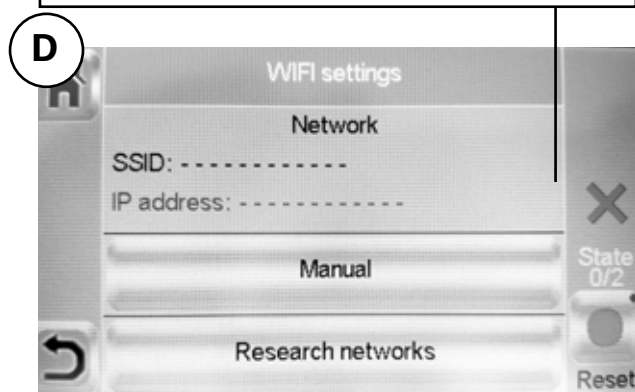 D
WIFI settings
Network
SSID: - - - - - - - - - - - -
IP address: - - - - - - - - - - - -
Manual
State
0/2
Research networks
Reset